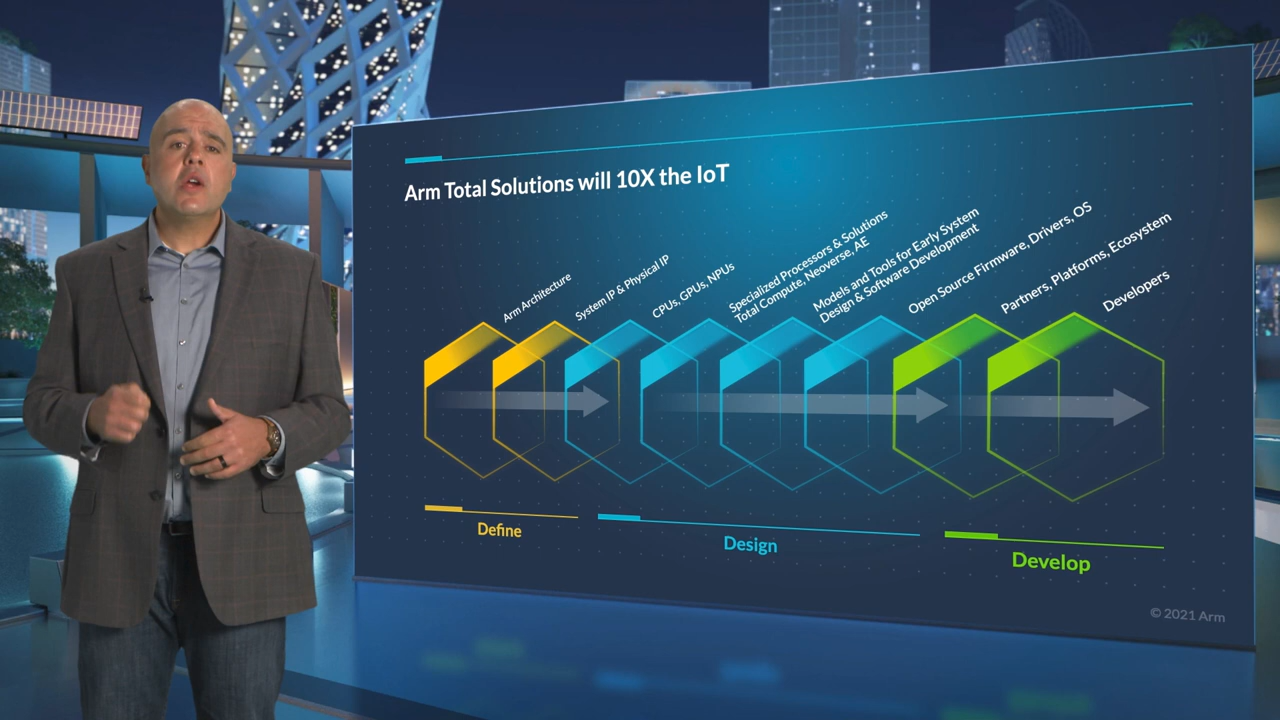 Arm Total Solutions will 10X the IoT
Arm Architecture
System IP & Physical IP
CPUs, GPUs, NPUs
Specialized Processors & Solutions
Total Compute, Neoverse, AE
Models and Tools for Early System
Design & Software Development
Open Source Firmware, Drivers, OS
Partners, Platforms, Ecosystem
Developers
Define
Design
Develop
© 2021 Arm